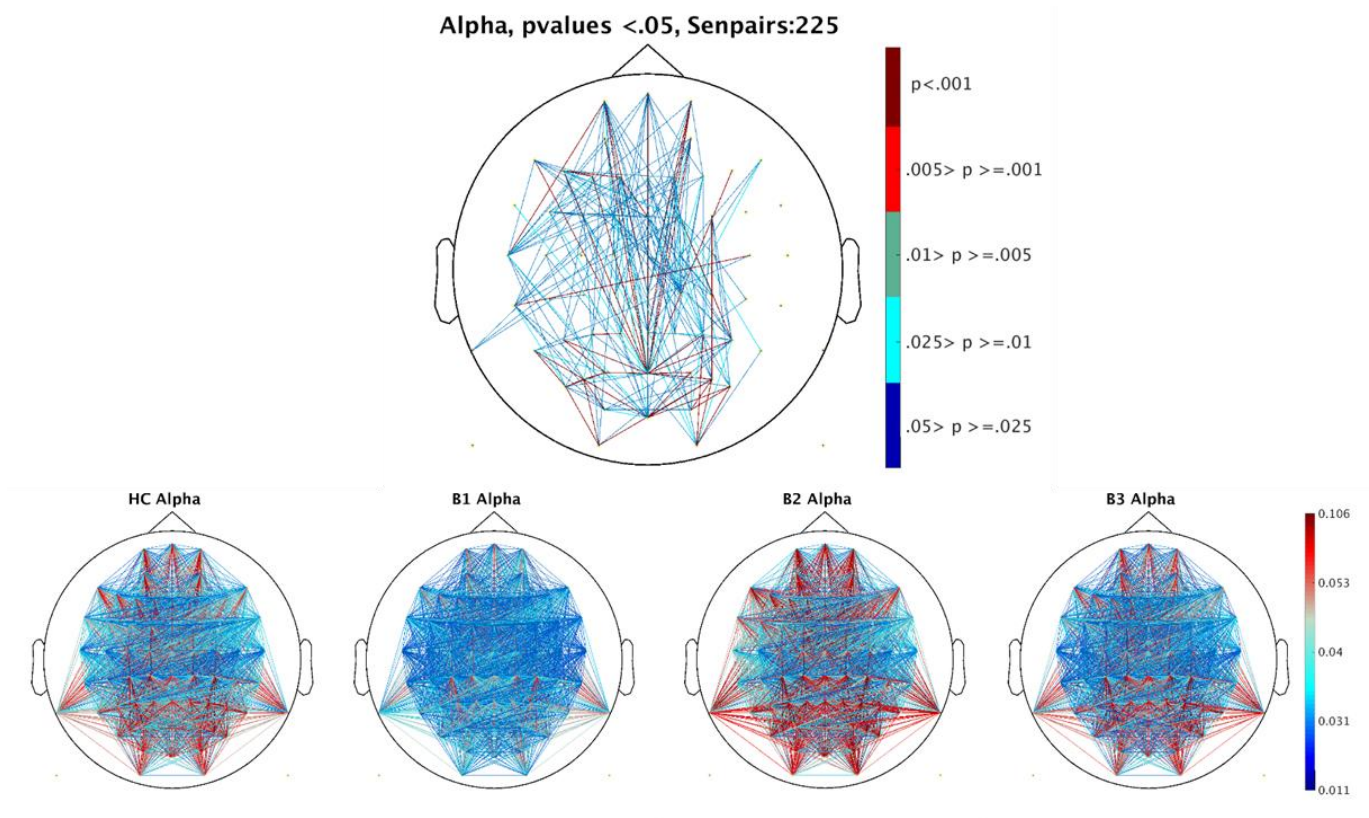 Alpha, pvalues <.05, Senpairs:225
p<.001
.005> p >=.001
.01> p >=.005
.025> p >=.01
.05> p >=.025
HC Alpha
B1 Alpha
B2 Alpha
B3 Alpha
0.106
0.053
0.04
0.031
0.011